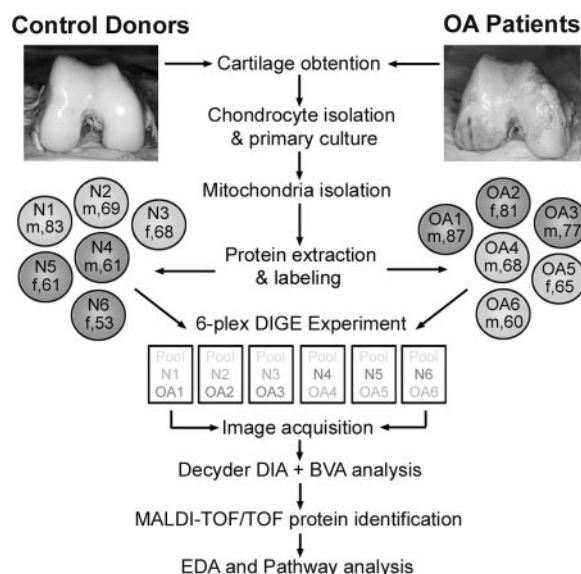 Control Donors
OA Patients
Cartilage obtention
Chondrocyte isolation
& primary culture
Mitochondria isolation
N1
m,83
N2
m,69
N3
f,68
N4
m,61
N5
f,61
N6
f,53
OA1
m,87
OA2
f,81
OA3
m,77
OA4
m,68
OA5
f,65
OA6
m,60
Protein extraction
& labeling
6-plex DIGE Experiment
Pool
N1
OA1
Pool
N2
OA2
Pool
N3
OA3
Pool
N4
OA4
Pool
N5
OA5
Pool
N6
OA6
Image acquisition
Decyder DIA + BVA analysis
MALDI-TOF/TOF protein identification
EDA and Pathway analysis